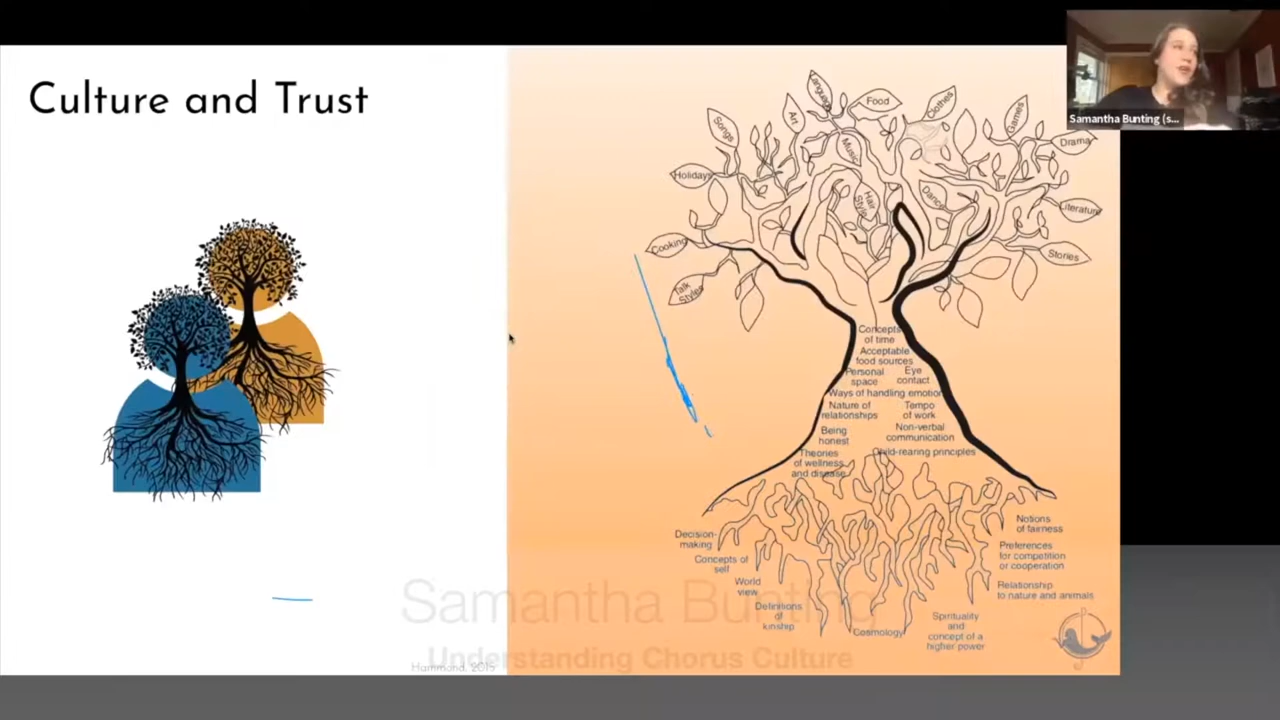 Culture and Trust
Samantha Bunting (s...
Language
Food
Clothes
Games
Songs
Art
Music
Drama
Holidays
Hair
Style
Dance
Literature
Cooking
Stories
Talk
Styles
Concepts
of time
Acceptable
food sources
Personal
space
Eye
contact
Ways of handling emotion
Nature of
relationships
Tempo
of work
Being
honest
Non-verbal
communication
Theories
of wellness
and disease
Child-rearing principles
Decision-
making
Notions
of fairness
Concepts of
self
Preferences
for competition
or cooperation
World
view
Relationship
to nature and animals
Definitions
of
kinship
Cosmology
Spirituality
and
concept of a
higher power
Samantha Bunting
Understanding Chorus Culture
Hammond, 2015